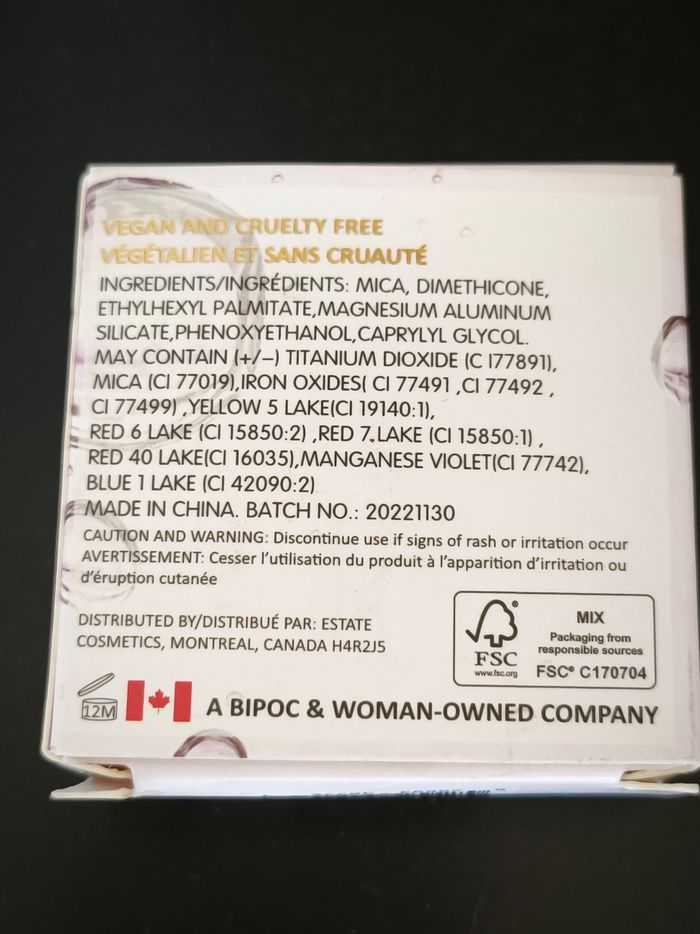 VEGAN AND CRUELTY FREE
VÉGÉTALIEN ET SANS CRUAUTÉ
INGREDIENTS/INGRÉDIENTS: MICA, DIMETHICONE,
ETHYLHEXYL PALMITATE,MAGNESIUM ALUMINUM
SILICATE,PHENOXYETHANOL,CAPRYLYL GLYCOL.
MAY CONTAIN (+/−) TITANIUM DIOXIDE (C I77891),
MICA (CI 77019),IRON OXIDES( CI 77491 ,CI 77492 ,
CI 77499) ,YELLOW 5 LAKE(CI 19140:1),
RED 6 LAKE (CI 15850:2) ,RED 7 LAKE (CI 15850:1) ,
RED 40 LAKE(CI 16035),MANGANESE VIOLET(CI 77742),
BLUE 1 LAKE (CI 42090:2)
MADE IN CHINA. BATCH NO.: 20221130
CAUTION AND WARNING: Discontinue use if signs of rash or irritation occur
AVERTISSEMENT: Cesser l'utilisation du produit à l'apparition d'irritation ou
d'éruption cutanée
DISTRIBUTED BY/DISTRIBUÉ PAR: ESTATE
COSMETICS, MONTREAL, CANADA H4R2J5
FSC
www.fsc.org
MIX
Packaging from
responsible sources
FSC® C170704
12M
A BIPOC & WOMAN-OWNED COMPANY